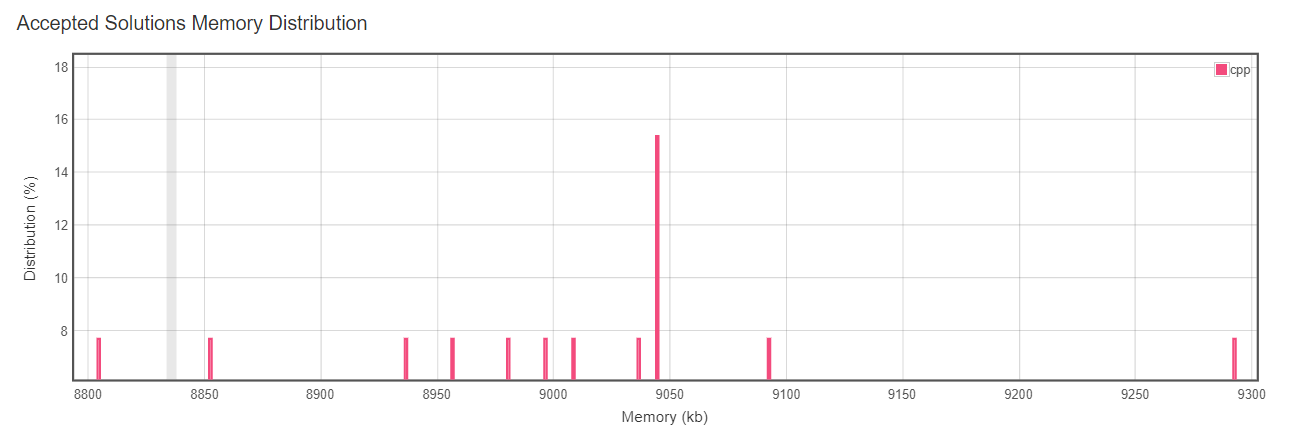 Accepted Solutions Memory Distribution
cpp
Distribution (%)
18
16
14
12
10
8
8800 8850 8900 8950 9000 9050 9100 9150 9200 9250 9300
Memory (kb)